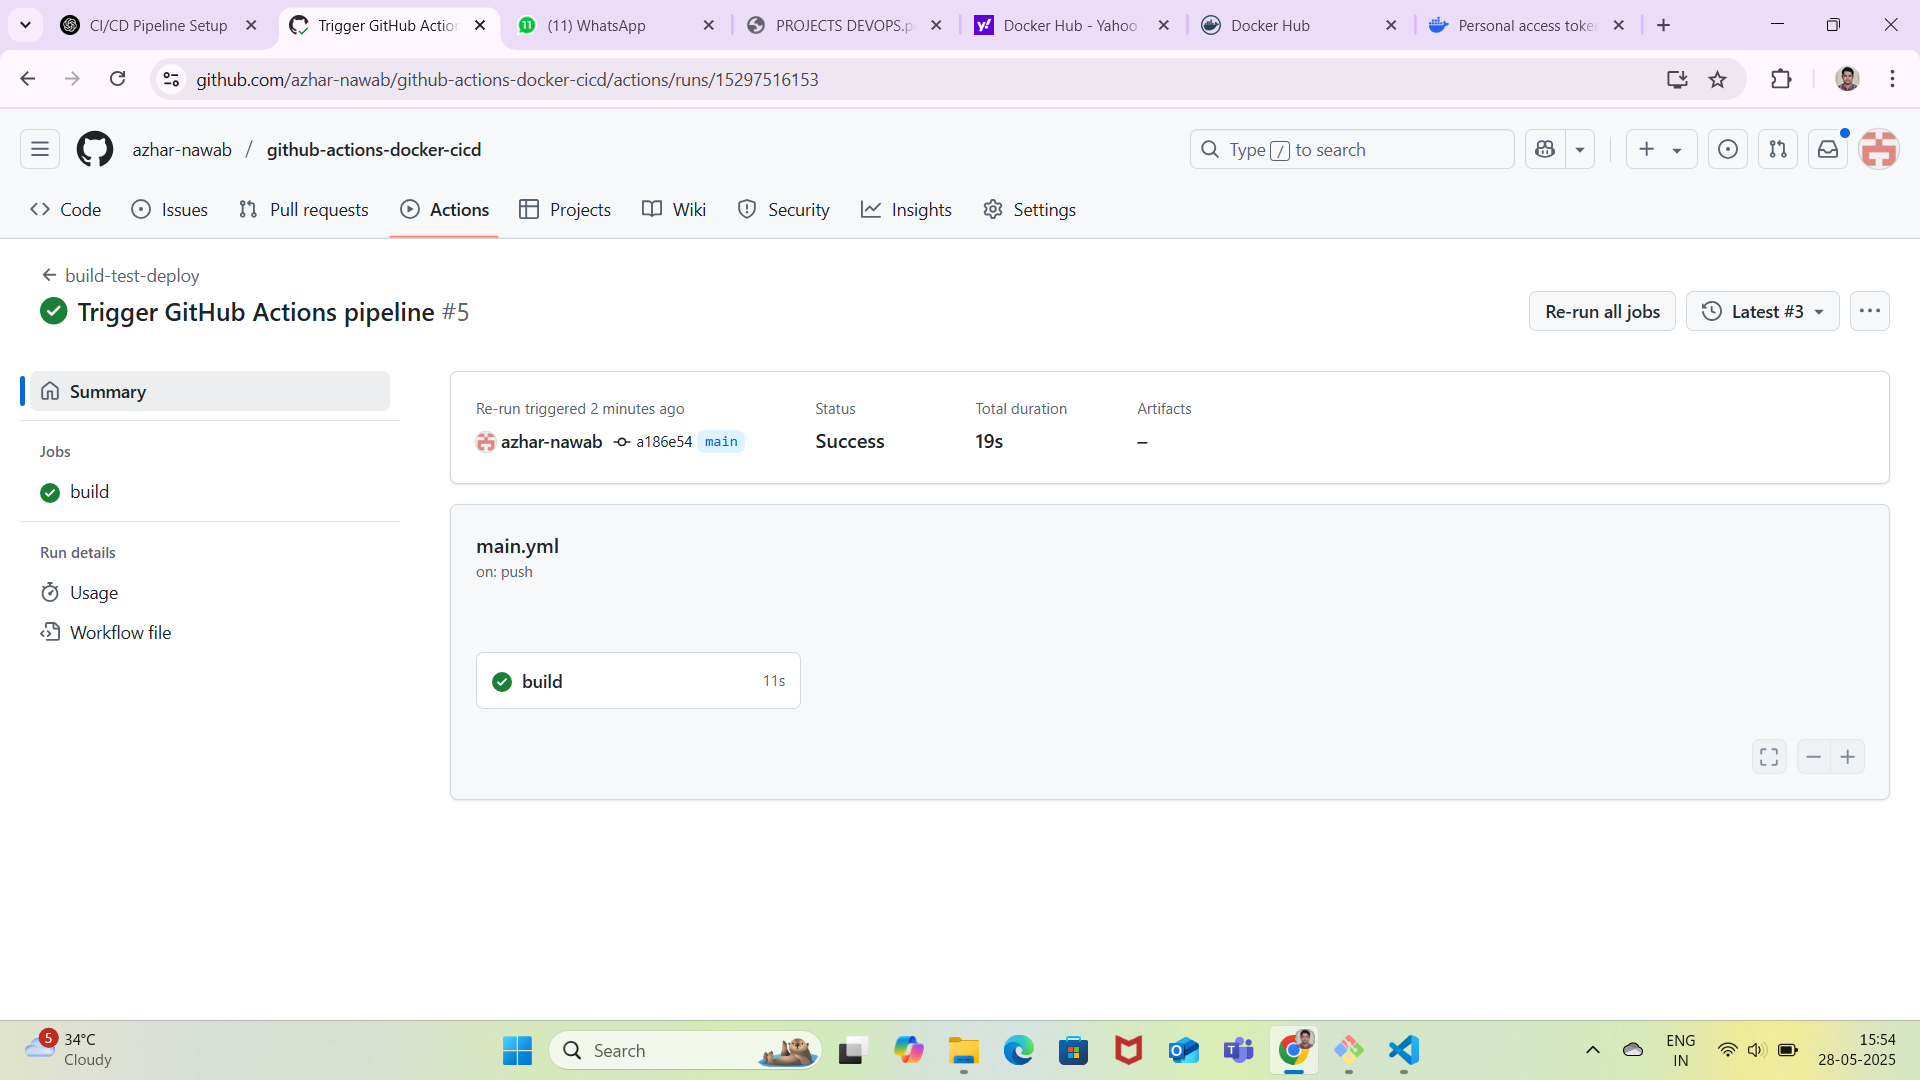 CI/CD Pipeline Setup
Trigger GitHub Action
11 (11) WhatsApp
PROJECTS DEVOPS.p
y! Docker Hub - Yahoo
Docker Hub
Personal access toke
github.com/azhar-nawab/github-actions-docker-cicd/actions/runs/15297516153
azhar-nawab / github-actions-docker-cicd
Type / to search
Code Issues Pull requests Actions Projects Wiki Security Insights Settings
build-test-deploy
Trigger GitHub Actions pipeline #5
Re-run all jobs
Latest #3
Summary
Jobs
build
Run details
Usage
Workflow file
Re-run triggered 2 minutes ago
azhar-nawab a186e54 main
Status
Success
Total duration
19s
Artifacts
–
main.yml
on: push
build 11s
5
34°C
Cloudy
Search
ENG
IN
15:54
28-05-2025